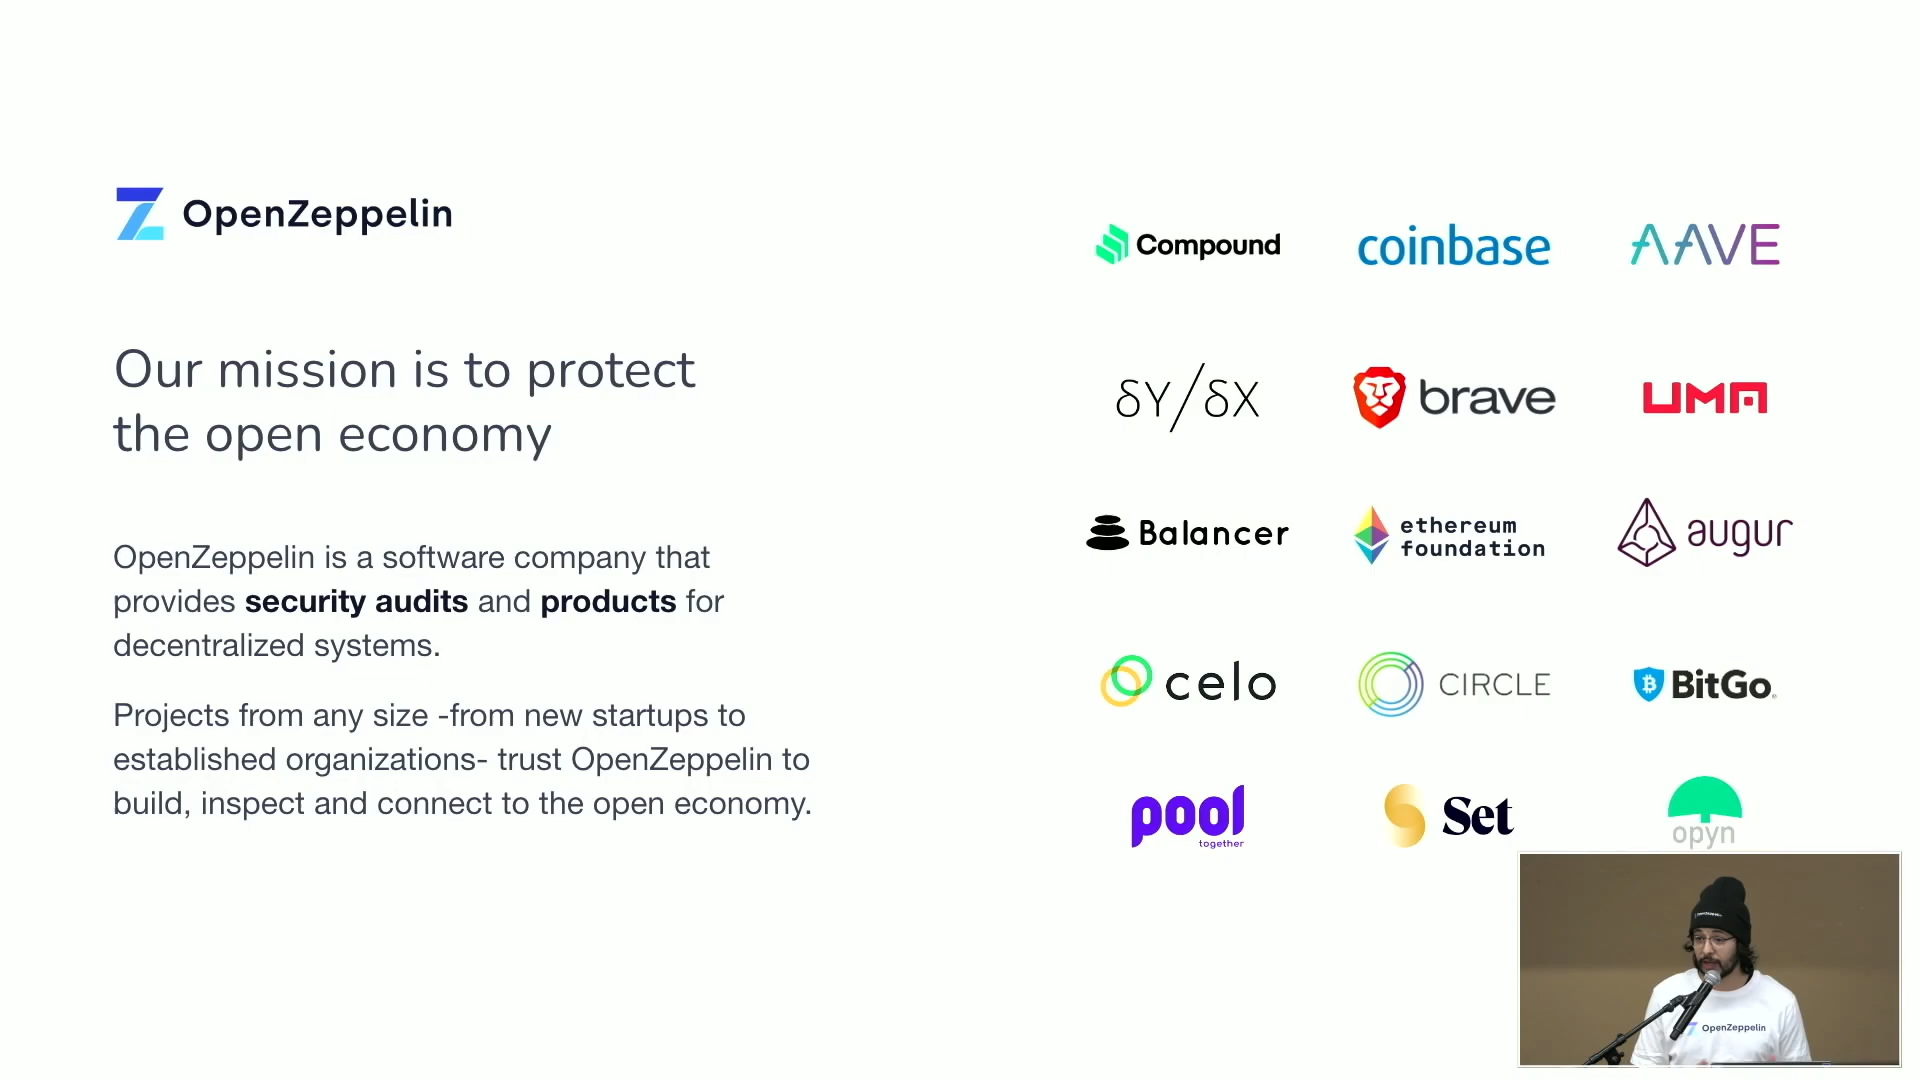 OpenZeppelin
Our mission is to protect
the open economy
OpenZeppelin is a software company that
provides security audits and products for
decentralized systems.
Projects from any size -from new startups to
established organizations- trust OpenZeppelin to
build, inspect and connect to the open economy.
Compound
coinbase
AAVE
δY/δX
brave
UMA
Balancer
ethereum
foundation
augur
celo
CIRCLE
BitGo
pool
together
Set
opyn
OpenZeppelin
OpenZeppelin